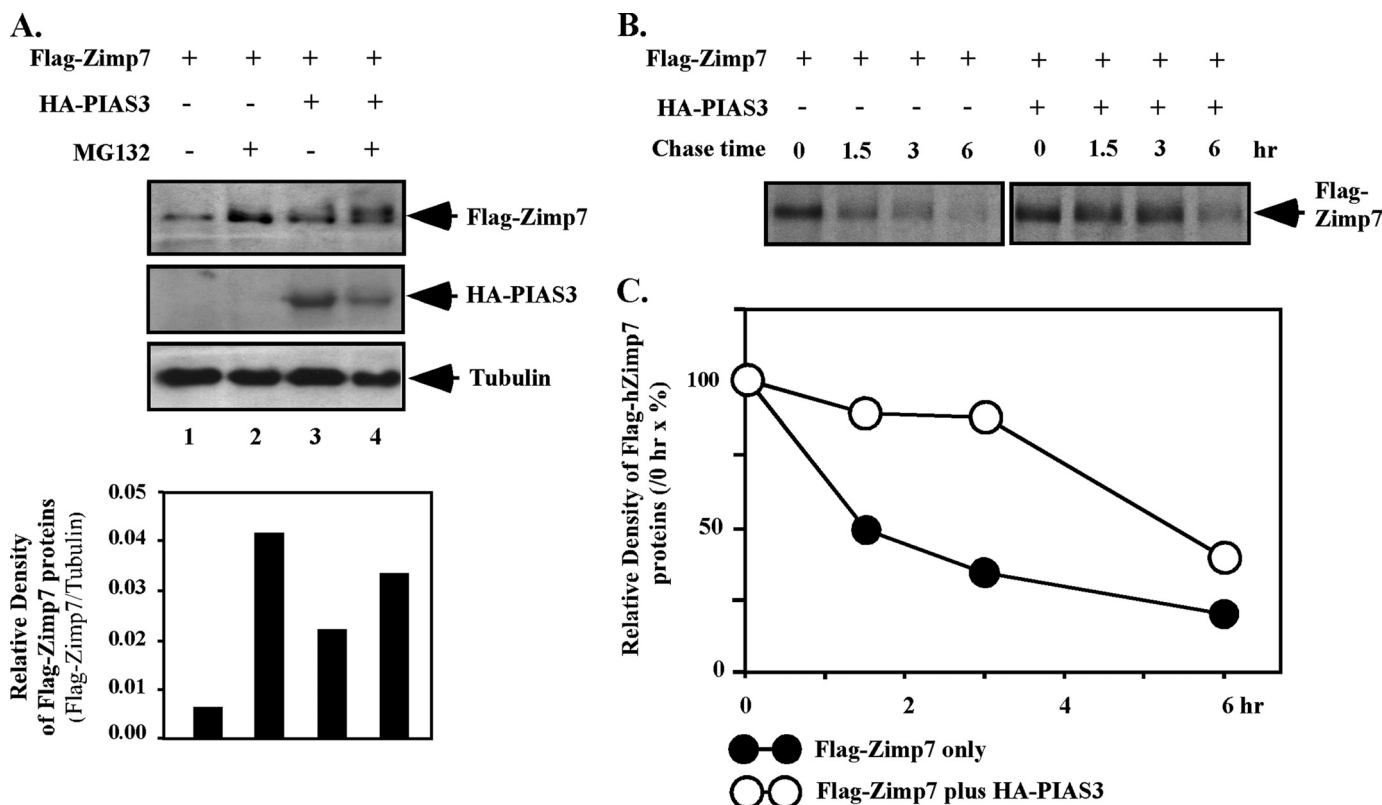 A.
Flag-Zimp7 + + + +
HA-PIAS3 - - + +
MG132 - + - +
Flag-Zimp7
HA-PIAS3
Tubulin
1 2 3 4
Relative Density
of Flag-Zimp7 proteins
(Flag-Zimp7/Tubulin)
0.05
0.04
0.03
0.02
0.01
0.00
B.
Flag-Zimp7 + + + + + + + +
HA-PIAS3 - - - - + + + +
Chase time 0 1.5 3 6 0 1.5 3 6 hr
Flag-
Zimp7
C.
Relative Density of Flag-hZimp7
proteins (/0 hr x %)
100
50
0
0 2 4 6 hr
Flag-Zimp7 only
Flag-Zimp7 plus HA-PIAS3